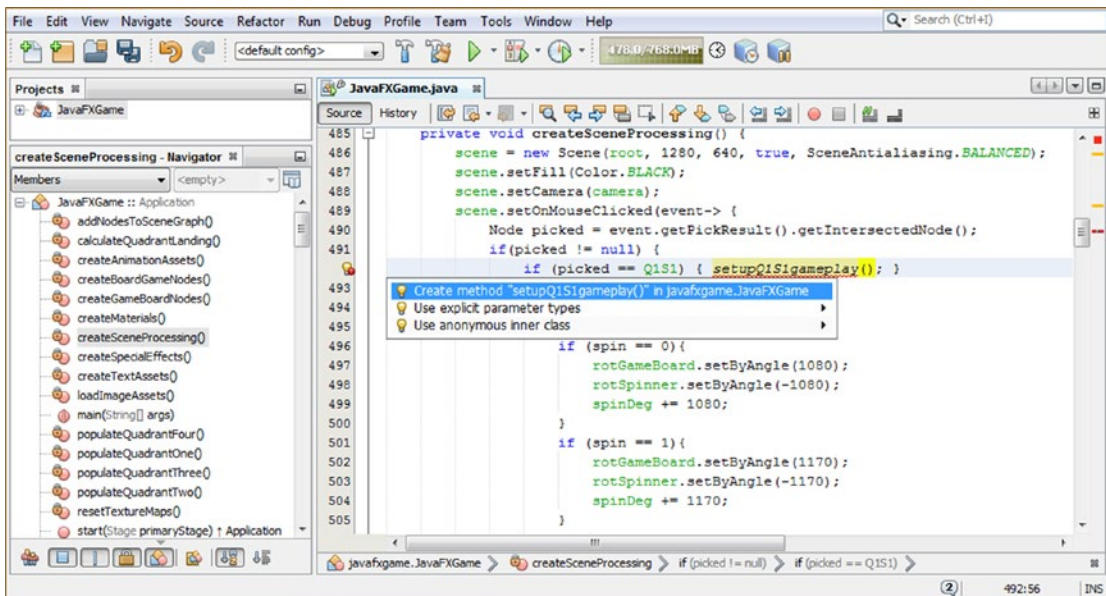 File Edit View Navigate Source Refactor Run Debug Profile Team Tools Window Help
Search (Ctrl+I)
<default config>
478.0/768.0MB
Projects
JavaFXGame
createSceneProcessing - Navigator
Members
<empty>
JavaFXGame :: Application
addNodesToSceneGraph()
calculateQuadrantLanding()
createAnimationAssets()
createBoardGameNodes()
createGameBoardNodes()
createMaterials()
createSceneProcessing()
createSpecialEffects()
createTextAssets()
loadImageAssets()
main(String[] args)
populateQuadrantFour()
populateQuadrantOne()
populateQuadrantThree()
populateQuadrantTwo()
resetTextureMaps()
start(Stage primaryStage) ↑ Application
JavaFXGame.java
Source History
485 private void createSceneProcessing() {
486 scene = new Scene(root, 1280, 640, true, SceneAntialiasing.BALANCED);
487 scene.setFill(Color.BLACK);
488 scene.setCamera(camera);
489 scene.setOnMouseClicked(event-> {
490 Node picked = event.getPickResult().getIntersectedNode();
491 if(picked != null) {
if (picked == Q1S1) { setupQ1S1gameplay(); }
493 Create method "setupQ1S1gameplay()" in javafxgame.JavaFXGame
494 Use explicit parameter types
495 Use anonymous inner class
496 if (spin == 0){
497 rotGameBoard.setByAngle(1080);
498 rotSpinner.setByAngle(-1080);
499 spinDeg += 1080;
500 }
501 if (spin == 1){
502 rotGameBoard.setByAngle(1170);
503 rotSpinner.setByAngle(-1170);
504 spinDeg += 1170;
505 }
javafxgame.JavaFXGame createSceneProcessing if (picked != null) if (picked == Q1S1)
2 492:56 INS